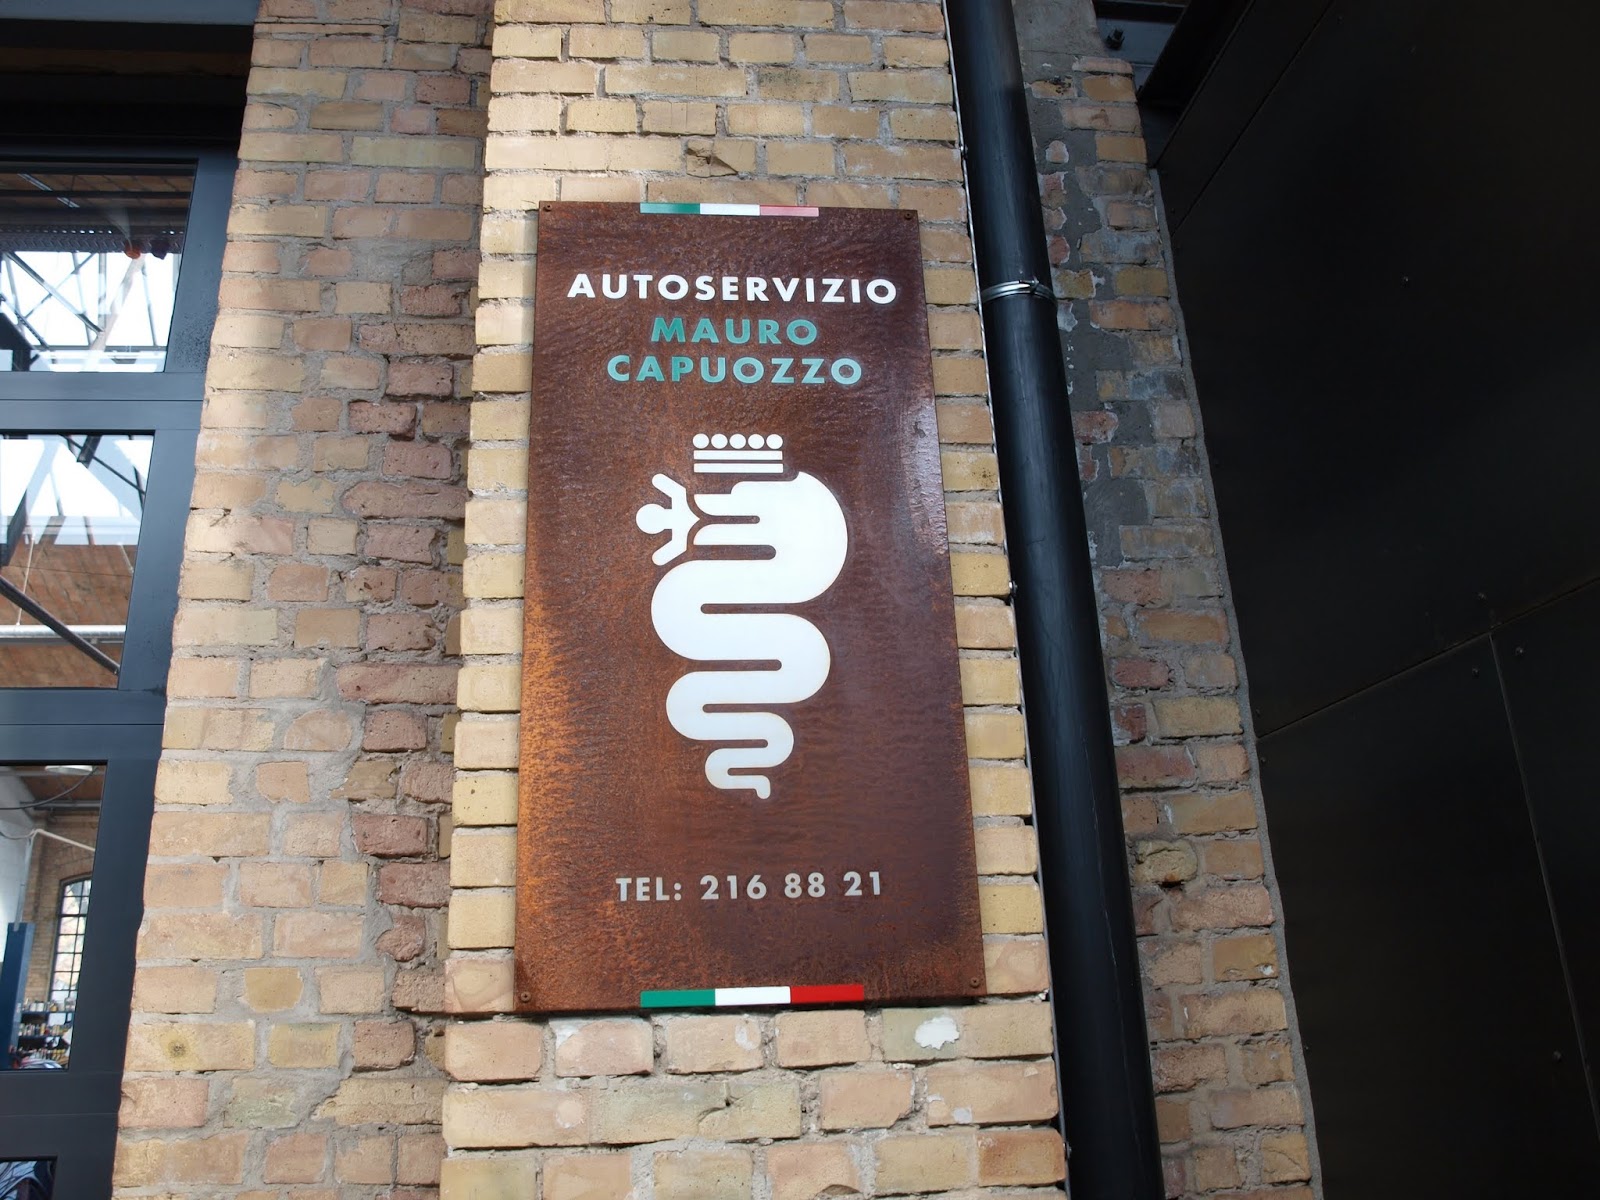 AUTOSERVIZIO
MAURO
CAPUOZZO
TEL: 216 88 21